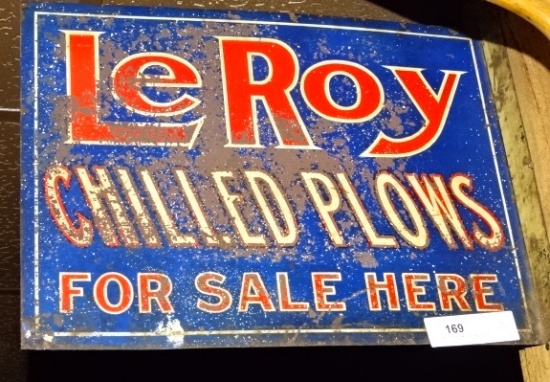 LeRoy
CHILLED PLOWS
FOR SALE HERE
169